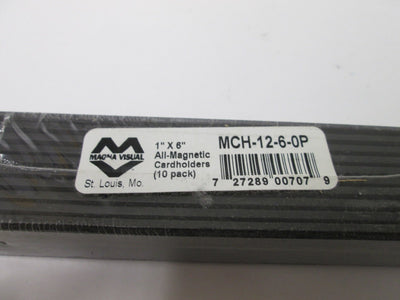 MAGNA VISUAL
St. Louis, Mo.
1" X 6"
All-Magnetic
Cardholders
(10 pack)
MCH-12-6-0P
7 27289 00707 9